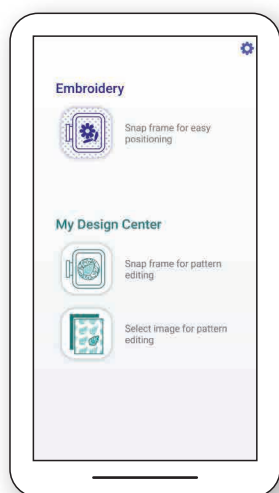 Embroidery
Snap frame for easy
positioning
My Design Center
Snap frame for pattern
editing
Select image for pattern
editing